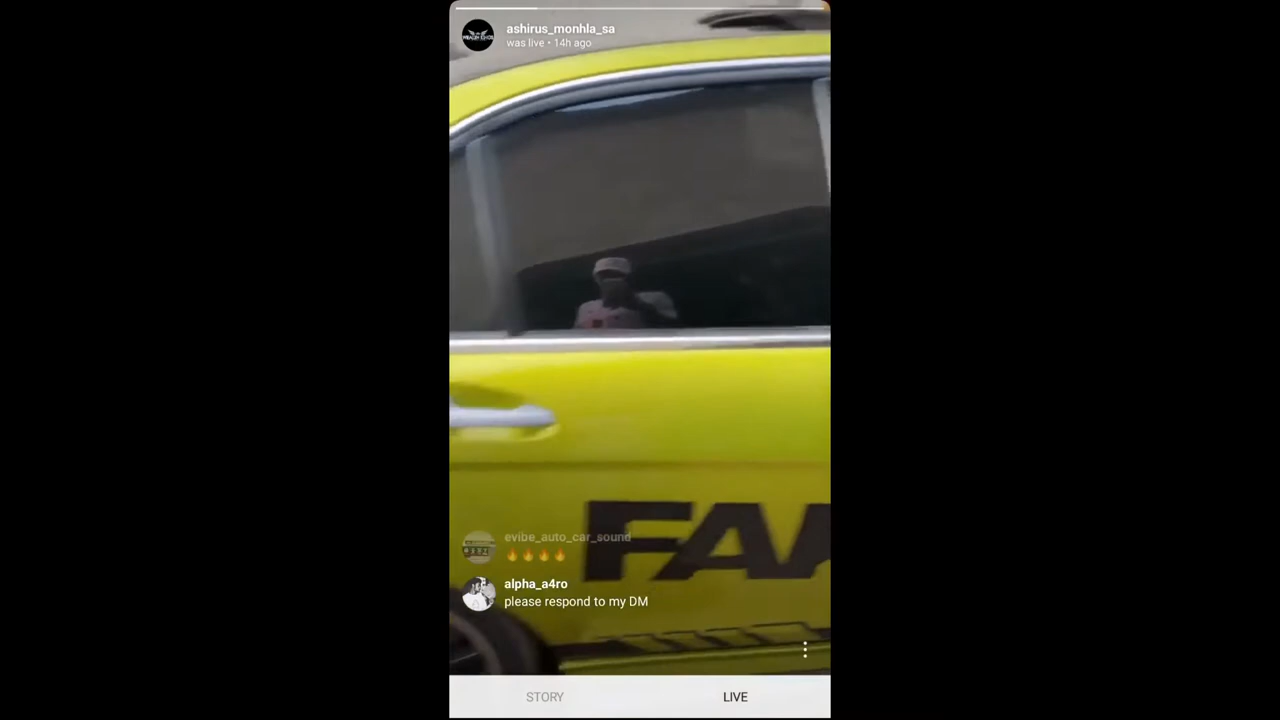 ashirus_monhla_sa
was live • 14h ago
FA
evibe_auto_car_sound
🔥🔥🔥🔥
alpha_a4ro
please respond to my DM
STORY
LIVE